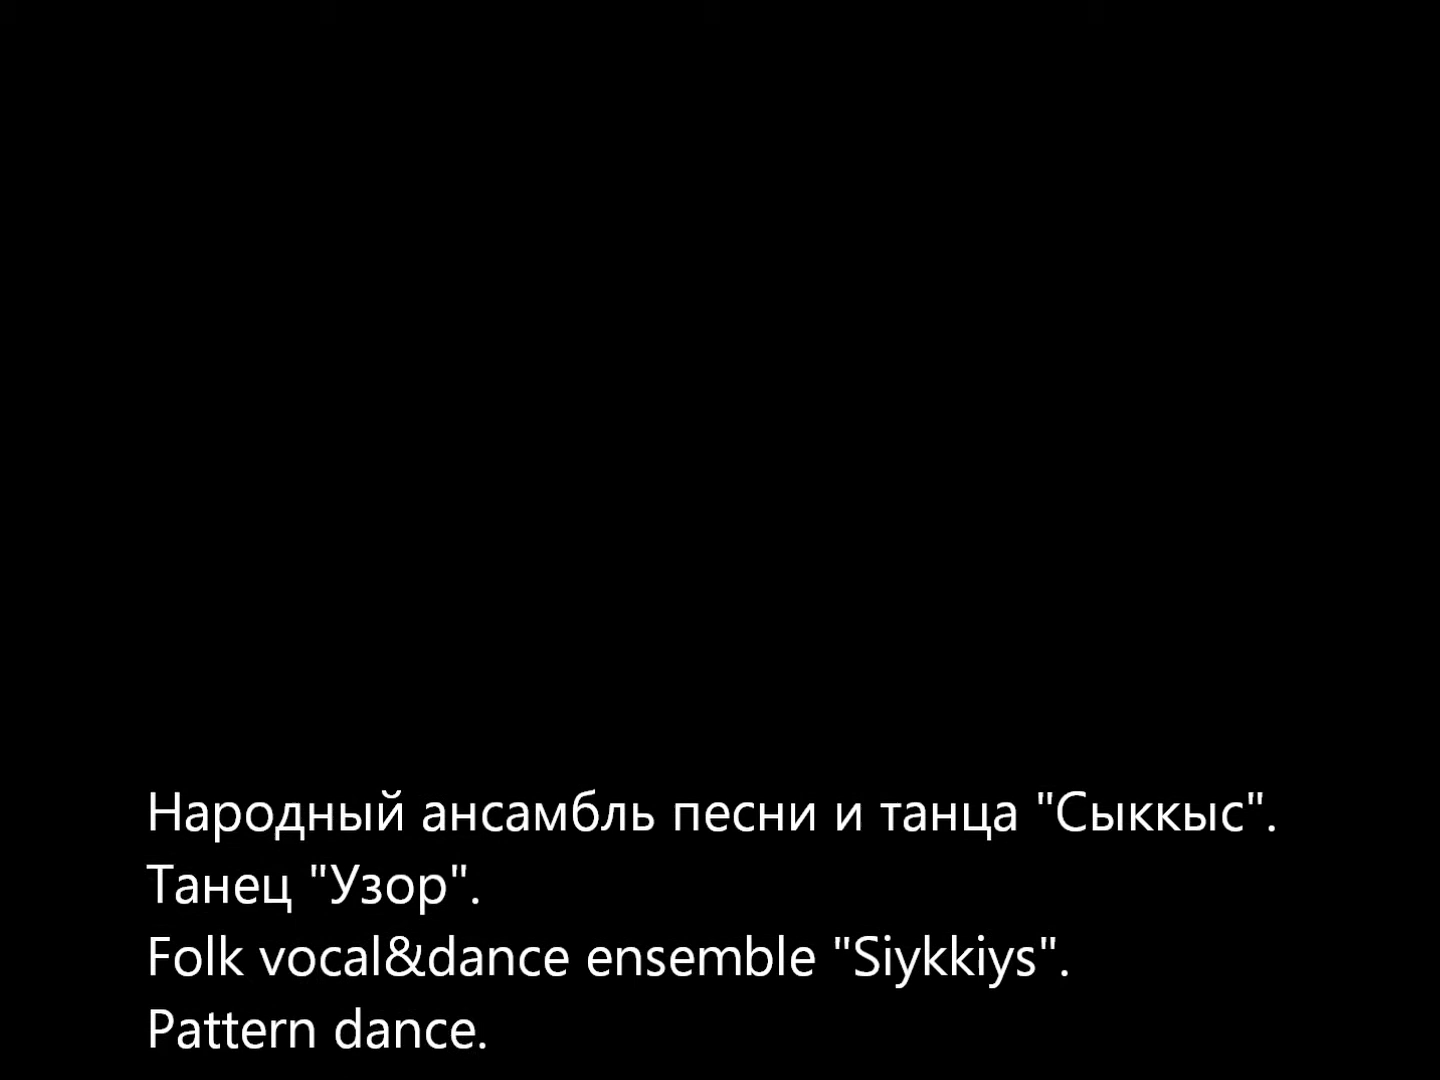 Народный ансамбль песни и танца "Сыккыс".
Танец "Узор".
Folk vocal&dance ensemble "Siykkiys".
Pattern dance.